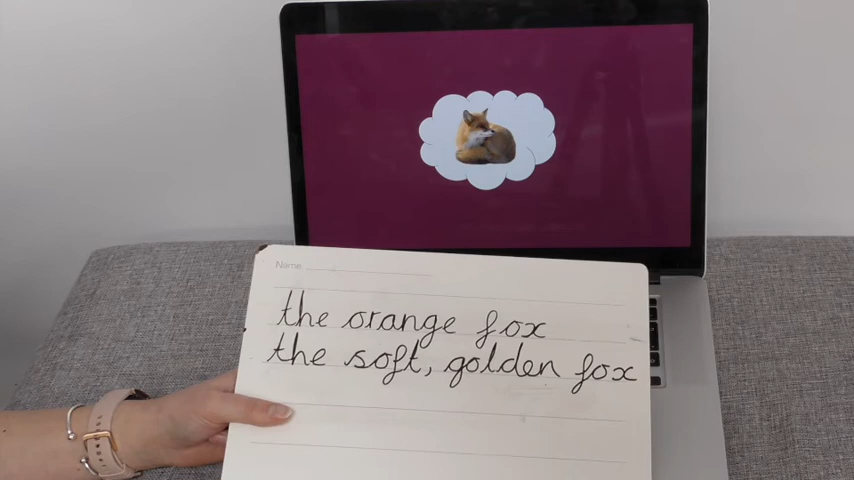 Name
the orange fox
the soft, golden fox